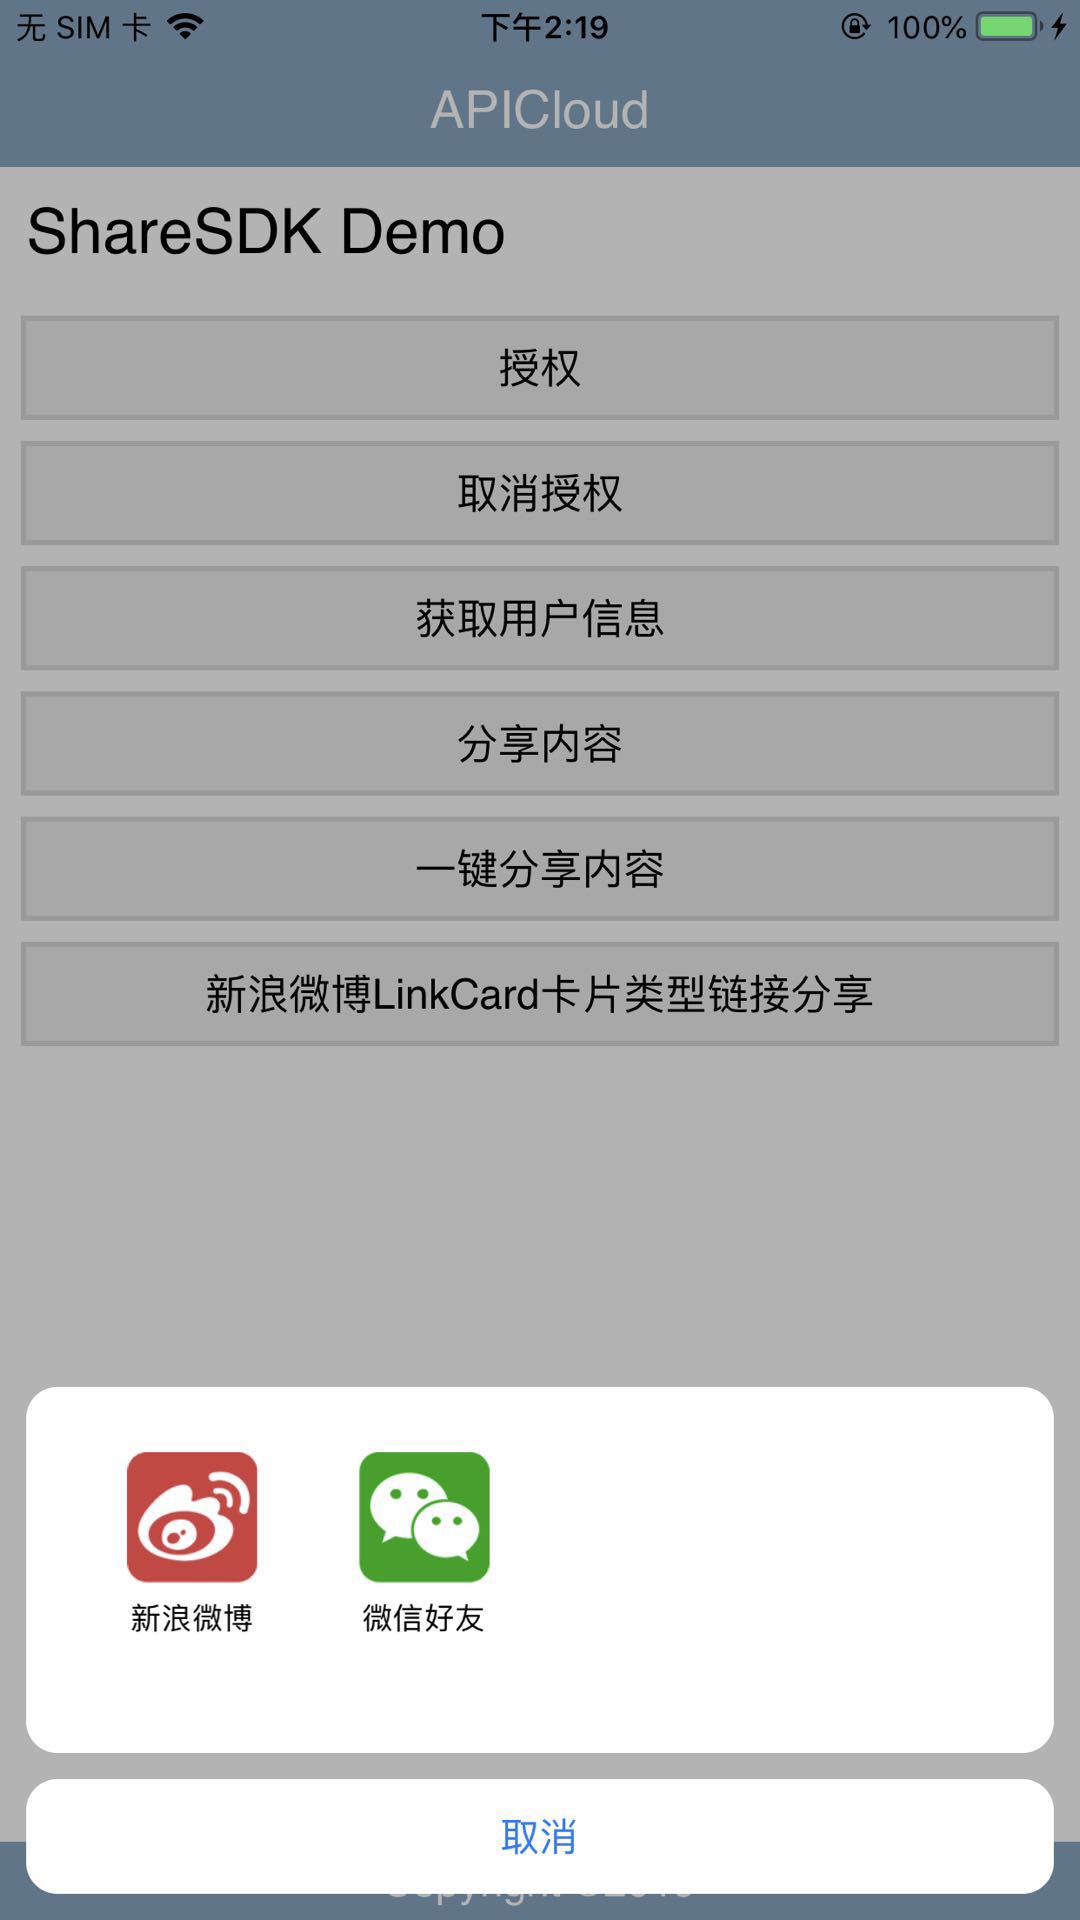 无 SIM 卡
下午2:19
100%
APICloud
ShareSDK Demo
授权
取消授权
获取用户信息
分享内容
一键分享内容
新浪微博LinkCard卡片类型链接分享
新浪微博
微信好友
取消